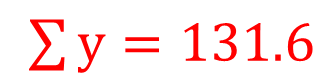 ∑ y = 131.6